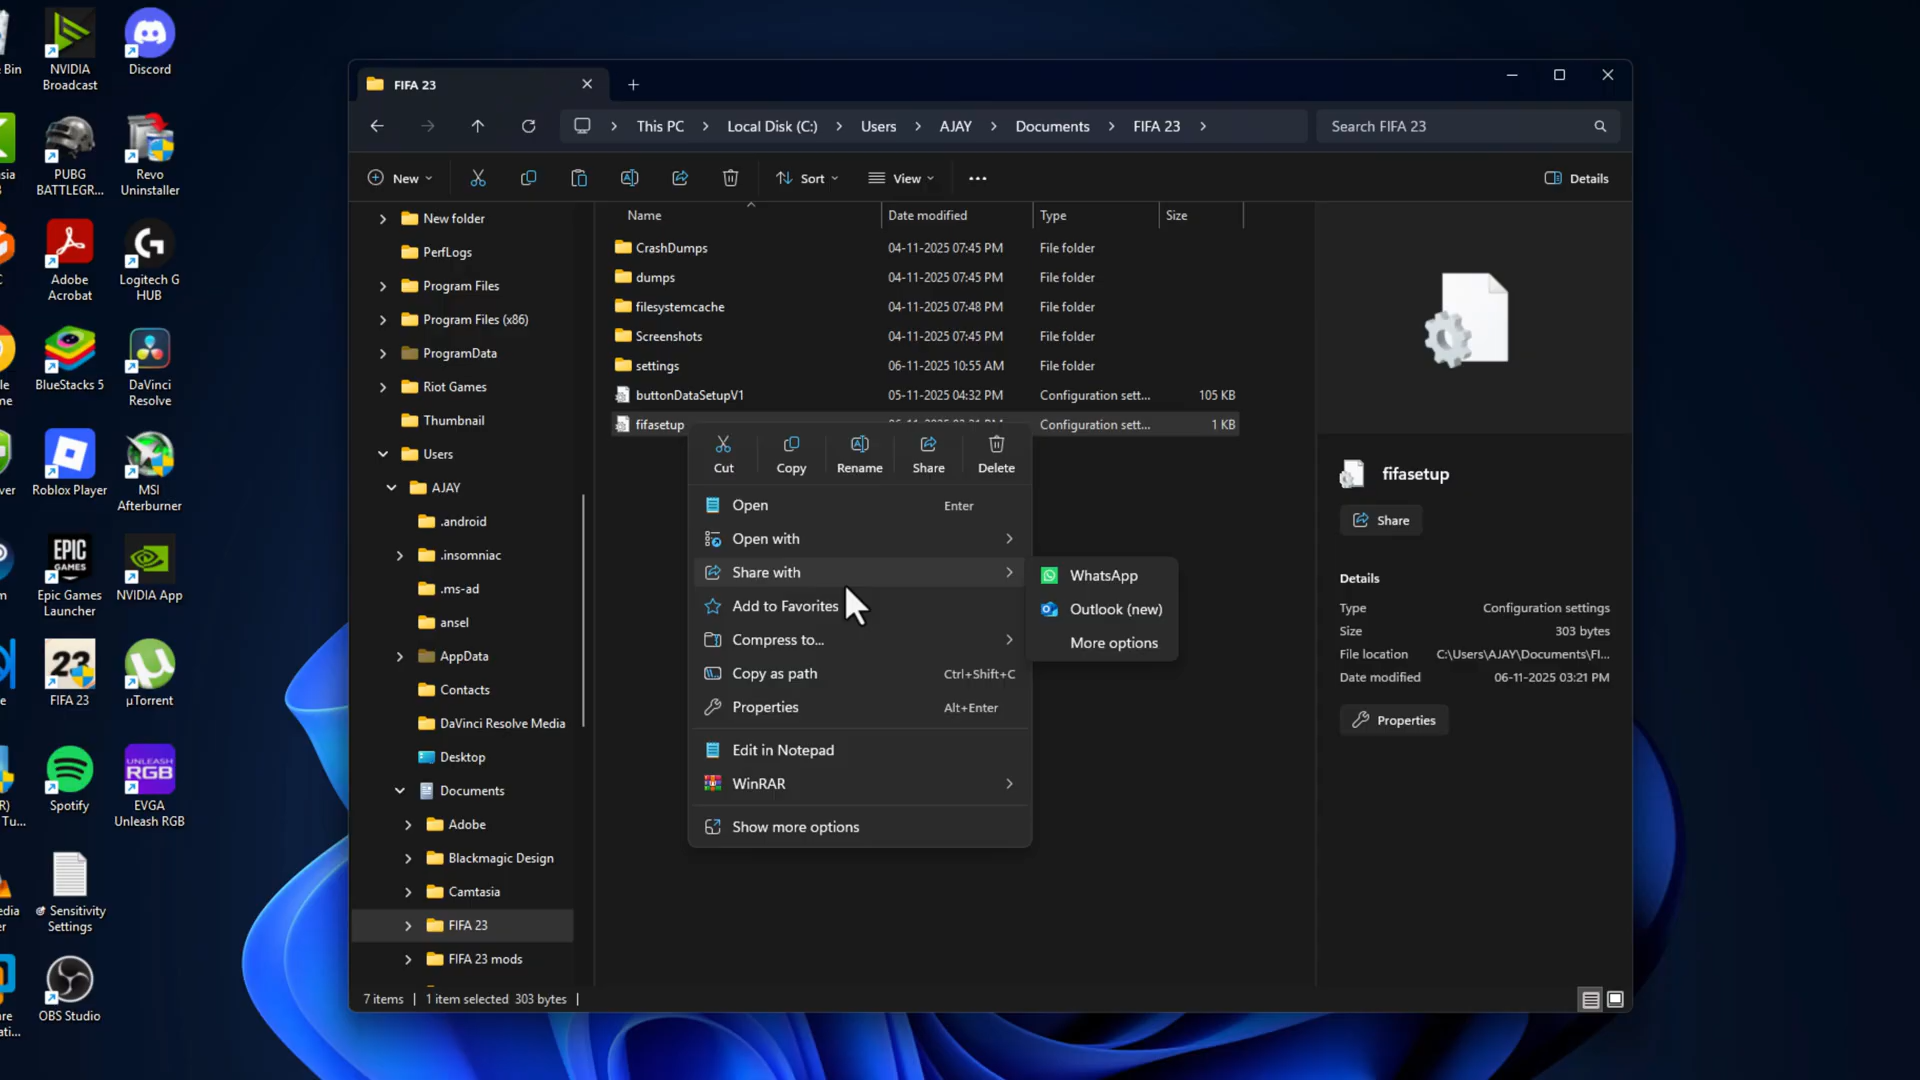 Bin
NVIDIA
Broadcast
Discord
PUBG
BATTLEGR...
Revo
Uninstaller
Adobe
Acrobat
Logitech G
HUB
BlueStacks 5
DaVinci
Resolve
Roblox Player
MSI
Afterburner
EPIC
GAMES
Epic Games
Launcher
NVIDIA App
23
FIFA 23
µTorrent
Spotify
UNLEASH
RGB
EVGA
Unleash RGB
Sensitivity
Settings
OBS Studio
FIFA 23
This PC
Local Disk (C:)
Users
AJAY
Documents
FIFA 23
Search FIFA 23
New
Sort
View
Details
New folder
PerfLogs
Program Files
Program Files (x86)
ProgramData
Riot Games
Thumbnail
Users
AJAY
.android
.insomniac
.ms-ad
ansel
AppData
Contacts
DaVinci Resolve Media
Desktop
Documents
Adobe
Blackmagic Design
Camtasia
FIFA 23
FIFA 23 mods
Name Date modified Type Size
CrashDumps 04-11-2025 07:45 PM File folder
dumps 04-11-2025 07:45 PM File folder
filesystemcache 04-11-2025 07:48 PM File folder
Screenshots 04-11-2025 07:45 PM File folder
settings 06-11-2025 10:55 AM File folder
buttonDataSetupV1 05-11-2025 04:32 PM Configuration sett... 105 KB
fifasetup Configuration sett... 1 KB
Cut Copy Rename Share Delete
Open Enter
Open with
Share with
Add to Favorites
Compress to...
Copy as path Ctrl+Shift+C
Properties Alt+Enter
Edit in Notepad
WinRAR
Show more options
WhatsApp
Outlook (new)
More options
fifasetup
Share
Details
Type Configuration settings
Size 303 bytes
File location C:\Users\AJAY\Documents\FI...
Date modified 06-11-2025 03:21 PM
Properties
7 items 1 item selected 303 bytes